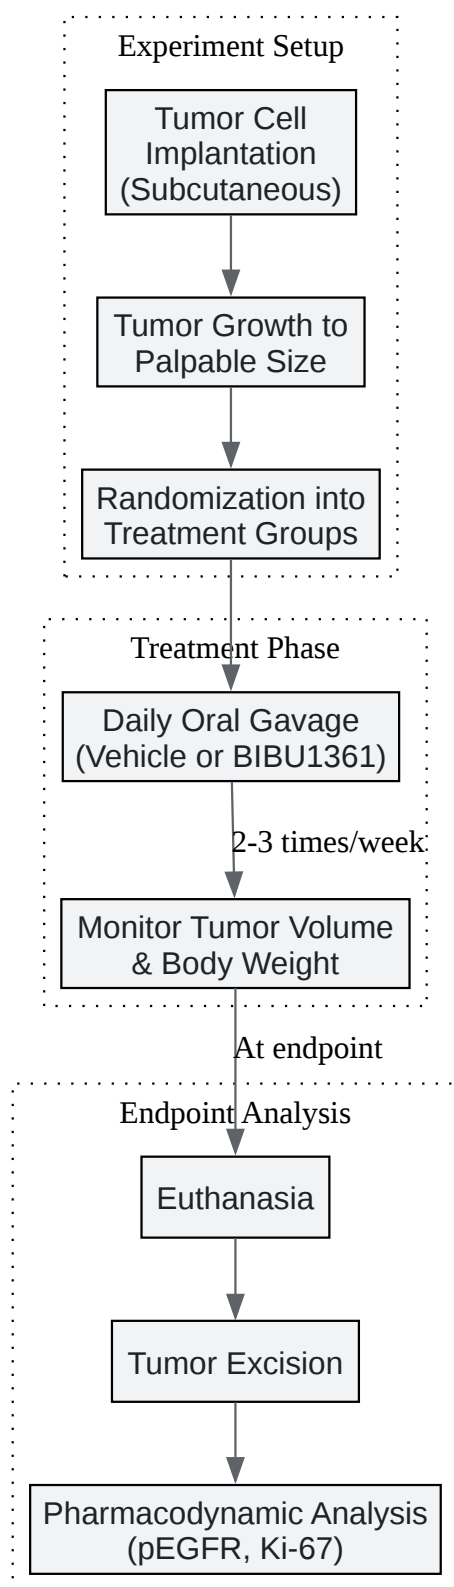 Experiment Setup
Tumor Cell
Implantation
(Subcutaneous)
Tumor Growth to
Palpable Size
Randomization into
Treatment Groups
Treatment Phase
Daily Oral Gavage
(Vehicle or BIBU1361)
2-3 times/week
Monitor Tumor Volume
& Body Weight
At endpoint
Endpoint Analysis
Euthanasia
Tumor Excision
Pharmacodynamic Analysis
(pEGFR, Ki-67)